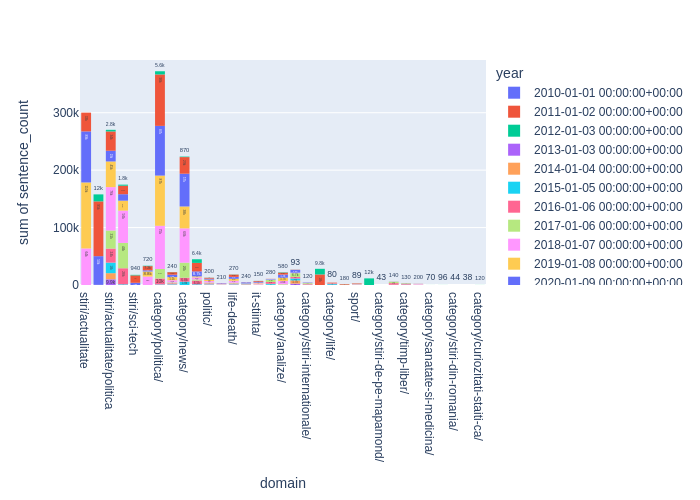 5.6k
year
2010-01-01 00:00:00+00:00
2011-01-02 00:00:00+00:00
2012-01-03 00:00:00+00:00
2013-01-03 00:00:00+00:00
2014-01-04 00:00:00+00:00
2015-01-05 00:00:00+00:00
2016-01-06 00:00:00+00:00
2017-01-06 00:00:00+00:00
2018-01-07 00:00:00+00:00
2019-01-08 00:00:00+00:00
2020-01-09 00:00:00+00:00
sum of sentence_count
300k
200k
100k
0
2.8k
870
12k
1.8k
940
720
240
6.4k
200
210
270
240
150
280
580
93
120
9.8k
80
180
89
12k
43
140
130
200
70
96
44
38
120
stiri/actualitate
stiri/actualitate/politica
stiri/sci-tech
category/politica/
category/news/
politic/
life-death/
it-stiinta/
category/analize/
category/stiri-internationale/
category/life/
sport/
category/stiri-de-pe-mapamond/
category/timp-liber/
category/sanatate-si-medicina/
category/stiri-din-romania/
category/curiozitati-staiti-ca/
domain